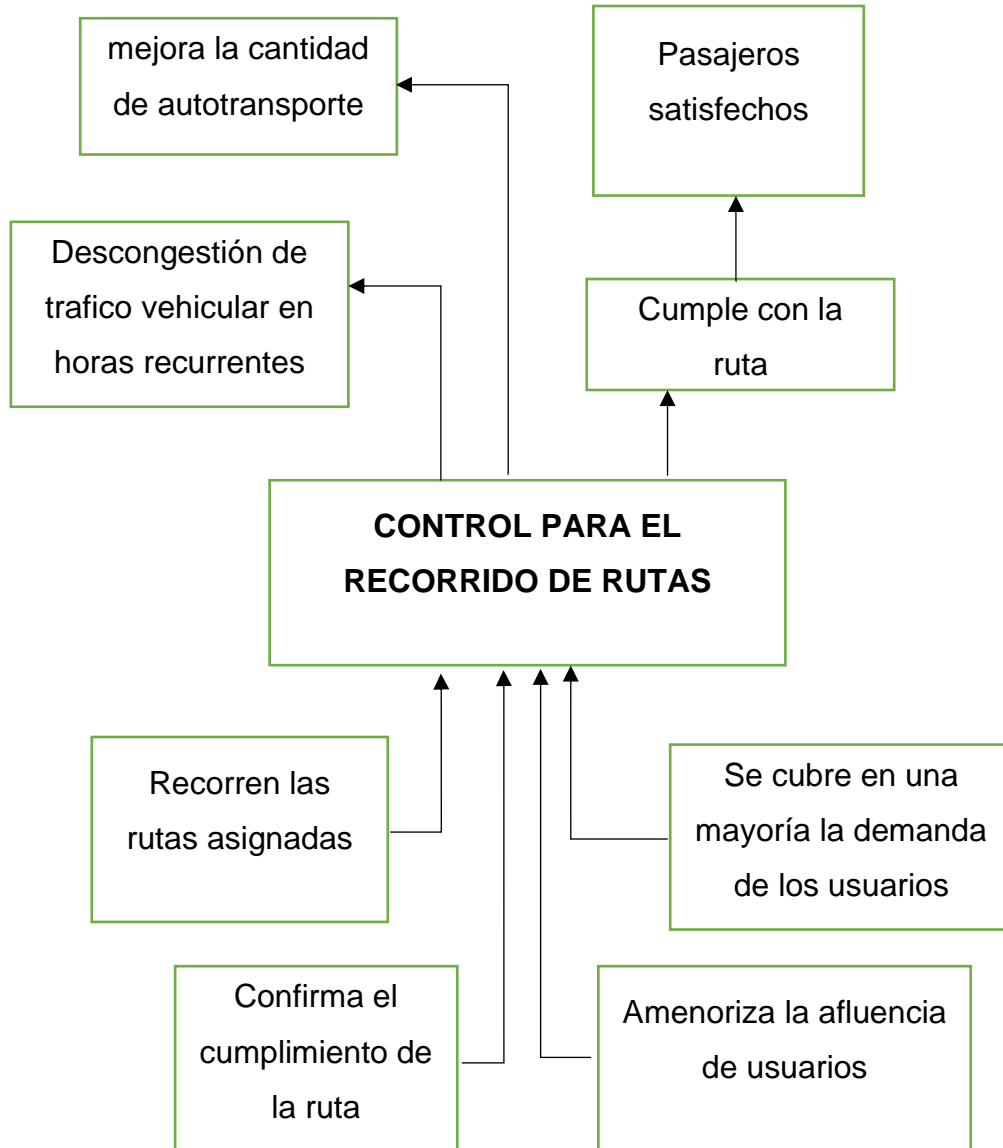 mejora la cantidad
de autotransporte
Pasajeros
satisfechos
Descongestión de
trafico vehicular en
horas recurrentes
Cumple con la
ruta
CONTROL PARA EL
RECORRIDO DE RUTAS
Recorren las
rutas asignadas
Se cubre en una
mayoría la demanda
de los usuarios
Confirma el
cumplimiento de
la ruta
Amenoriza la afluencia
de usuarios